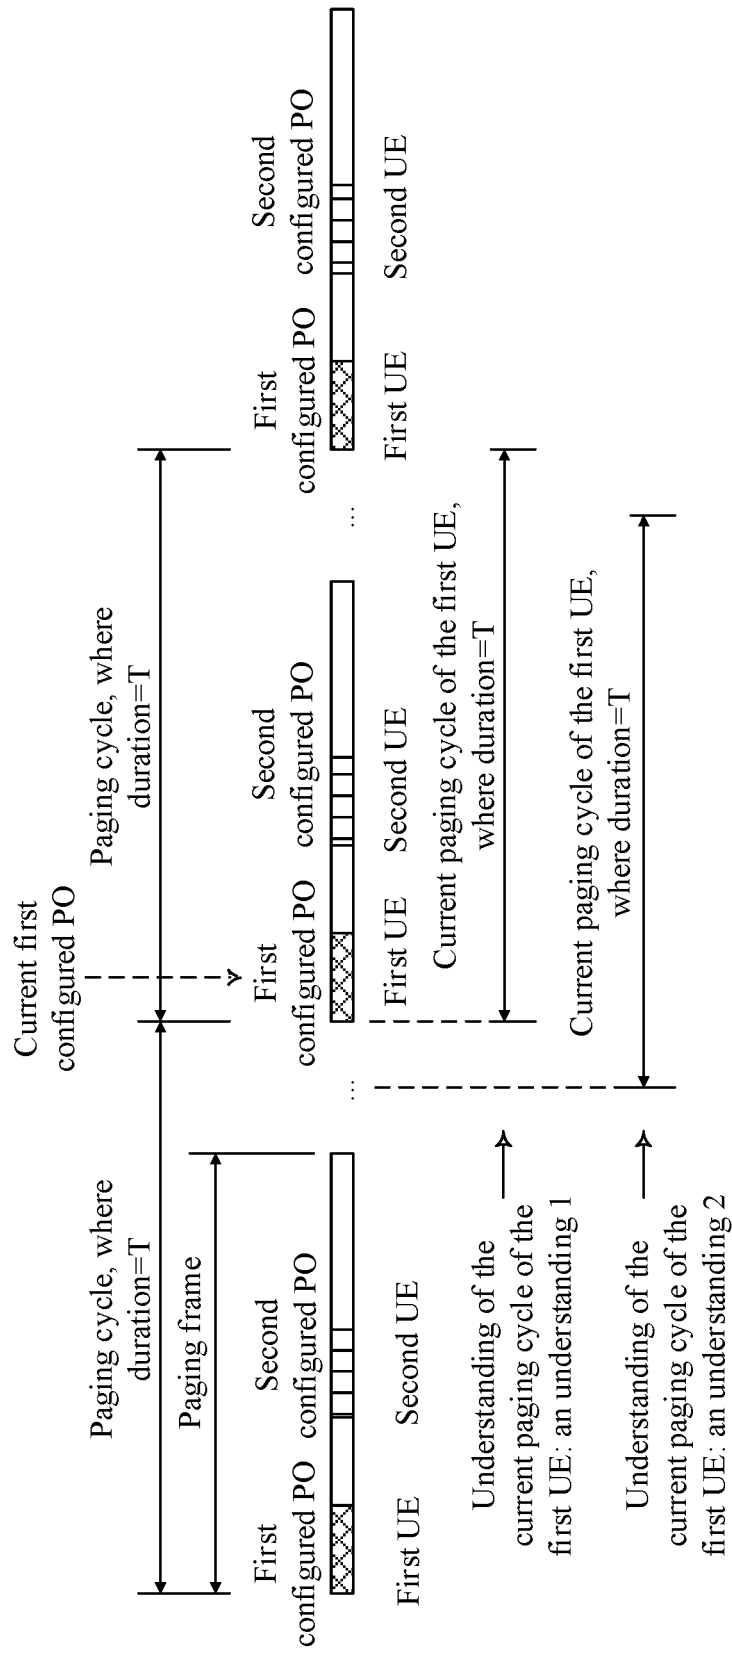 Current first
configured PO
Paging cycle, where
duration=T
Paging cycle, where
duration=T
Paging frame
First
configured PO
Second
configured PO
First
configured PO
Second
configured PO
First
configured PO
Second
configured PO
...
...
First UE
Second UE
First UE
Second UE
First UE
Second UE
Understanding of the
current paging cycle of the
first UE: an understanding 1
Current paging cycle of the first UE,
where duration=T
Understanding of the
current paging cycle of the
first UE: an understanding 2
Current paging cycle of the first UE,
where duration=T